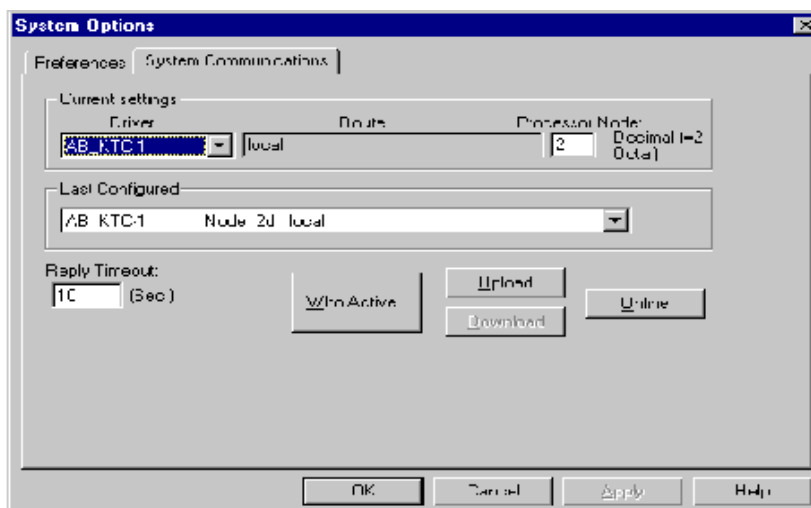 System Options
Preferences System Communications
Current settings
Driver Route Processor Node:
AB_KTC-1 local 2 Decimal (=2 Octal)
Last Configured
AB_KTC-1 Node 2d local
Reply Timeout:
10 (Sec.)
Who Active
Upload
Download
Online
OK Cancel Apply Help